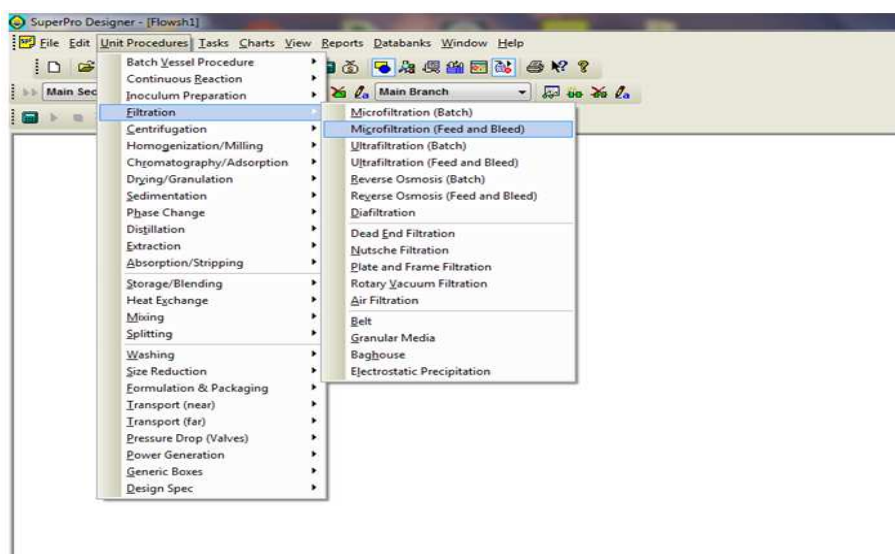 SuperPro Designer - [Flowsh1]
File Edit Unit Procedures Tasks Charts View Reports Databanks Window Help
Main Sec
Main Branch
Batch Vessel Procedure
Continuous Reaction
Inoculum Preparation
Filtration
Centrifugation
Homogenization/Milling
Chromatography/Adsorption
Drying/Granulation
Sedimentation
Phase Change
Distillation
Extraction
Absorption/Stripping
Storage/Blending
Heat Exchange
Mixing
Splitting
Washing
Size Reduction
Formulation & Packaging
Transport (near)
Transport (far)
Pressure Drop (Valves)
Power Generation
Generic Boxes
Design Spec
Microfiltration (Batch)
Microfiltration (Feed and Bleed)
Ultrafiltration (Batch)
Ultrafiltration (Feed and Bleed)
Reverse Osmosis (Batch)
Reverse Osmosis (Feed and Bleed)
Diafiltration
Dead End Filtration
Nutsche Filtration
Plate and Frame Filtration
Rotary Vacuum Filtration
Air Filtration
Belt
Granular Media
Baghouse
Electrostatic Precipitation